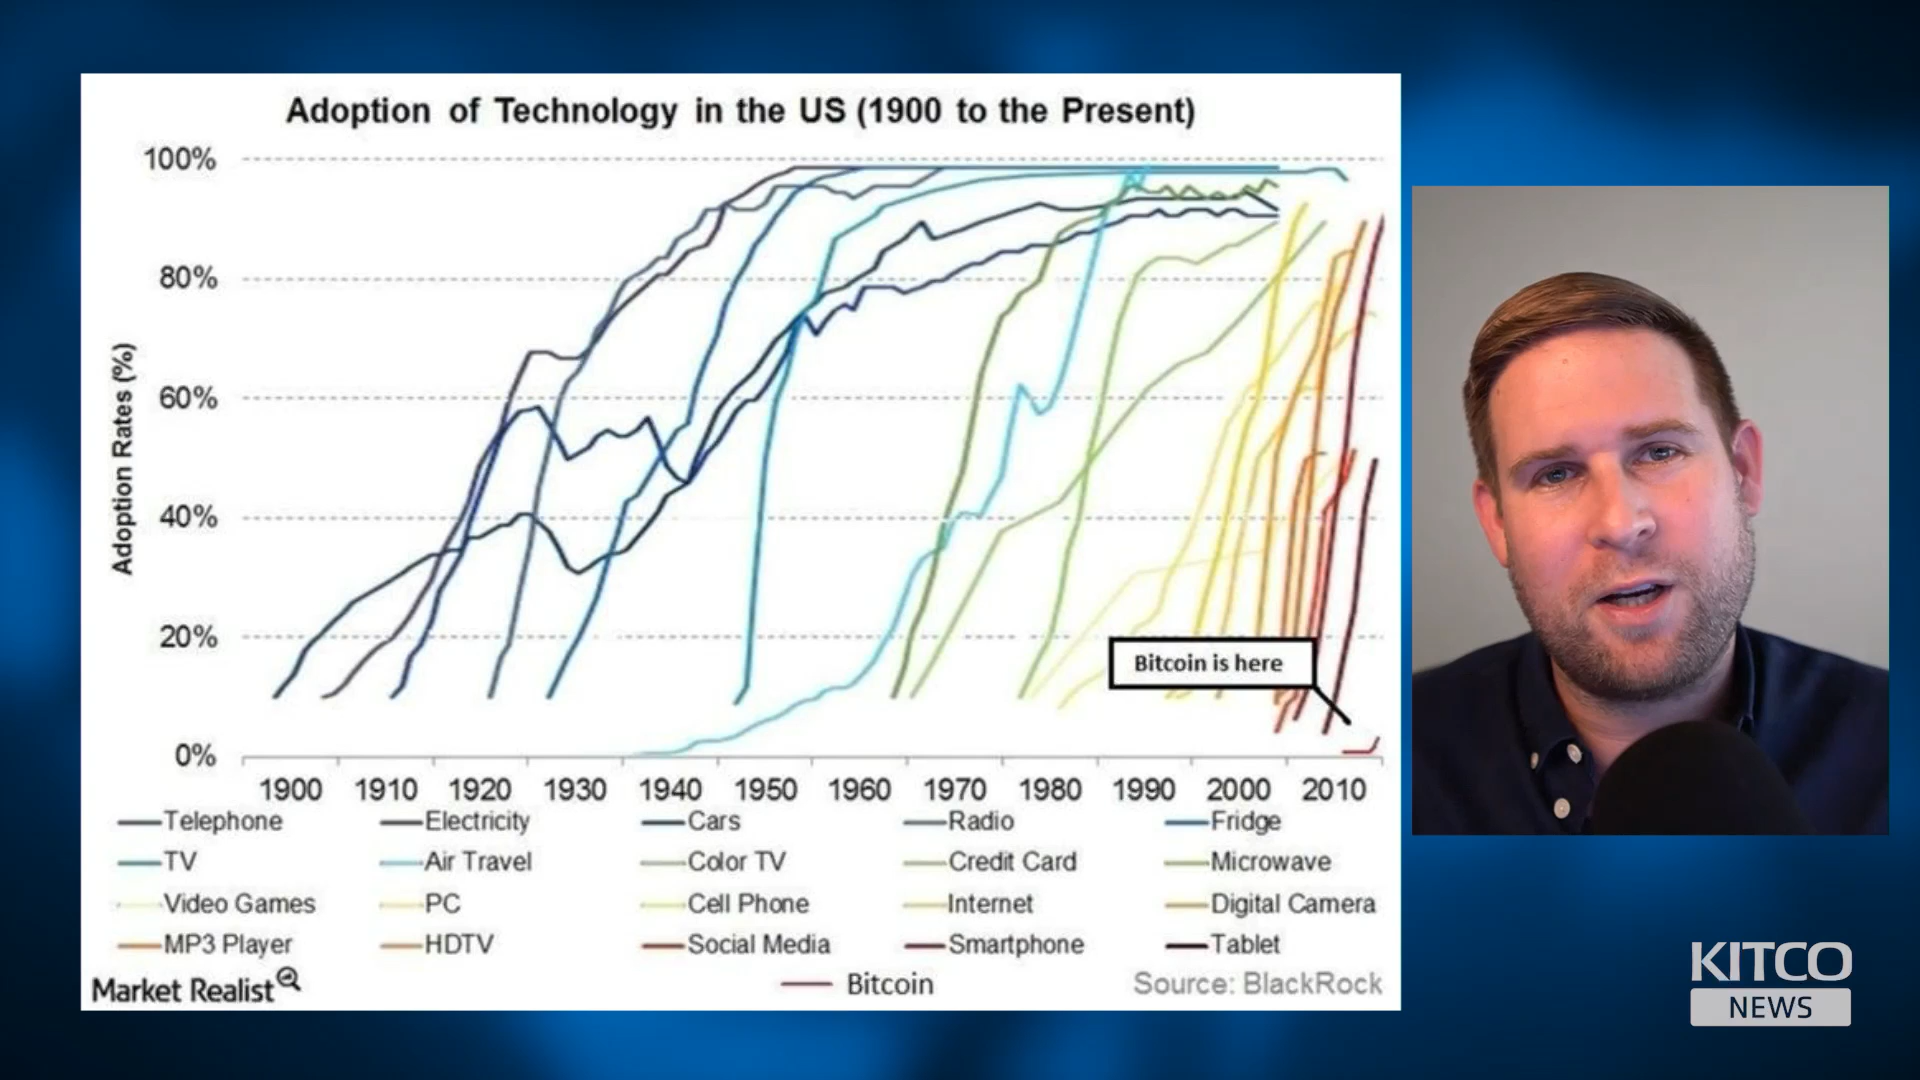 Adoption of Technology in the US (1900 to the Present)
100%
80%
60%
40%
20%
0%
Adoption Rates (%)
Bitcoin is here
1900 1910 1920 1930 1940 1950 1960 1970 1980 1990 2000 2010
Telephone Electricity Cars Radio Fridge
TV Air Travel Color TV Credit Card Microwave
Video Games PC Cell Phone Internet Digital Camera
MP3 Player HDTV Social Media Smartphone Tablet
Market Realist Bitcoin Source: BlackRock
KITCO
NEWS